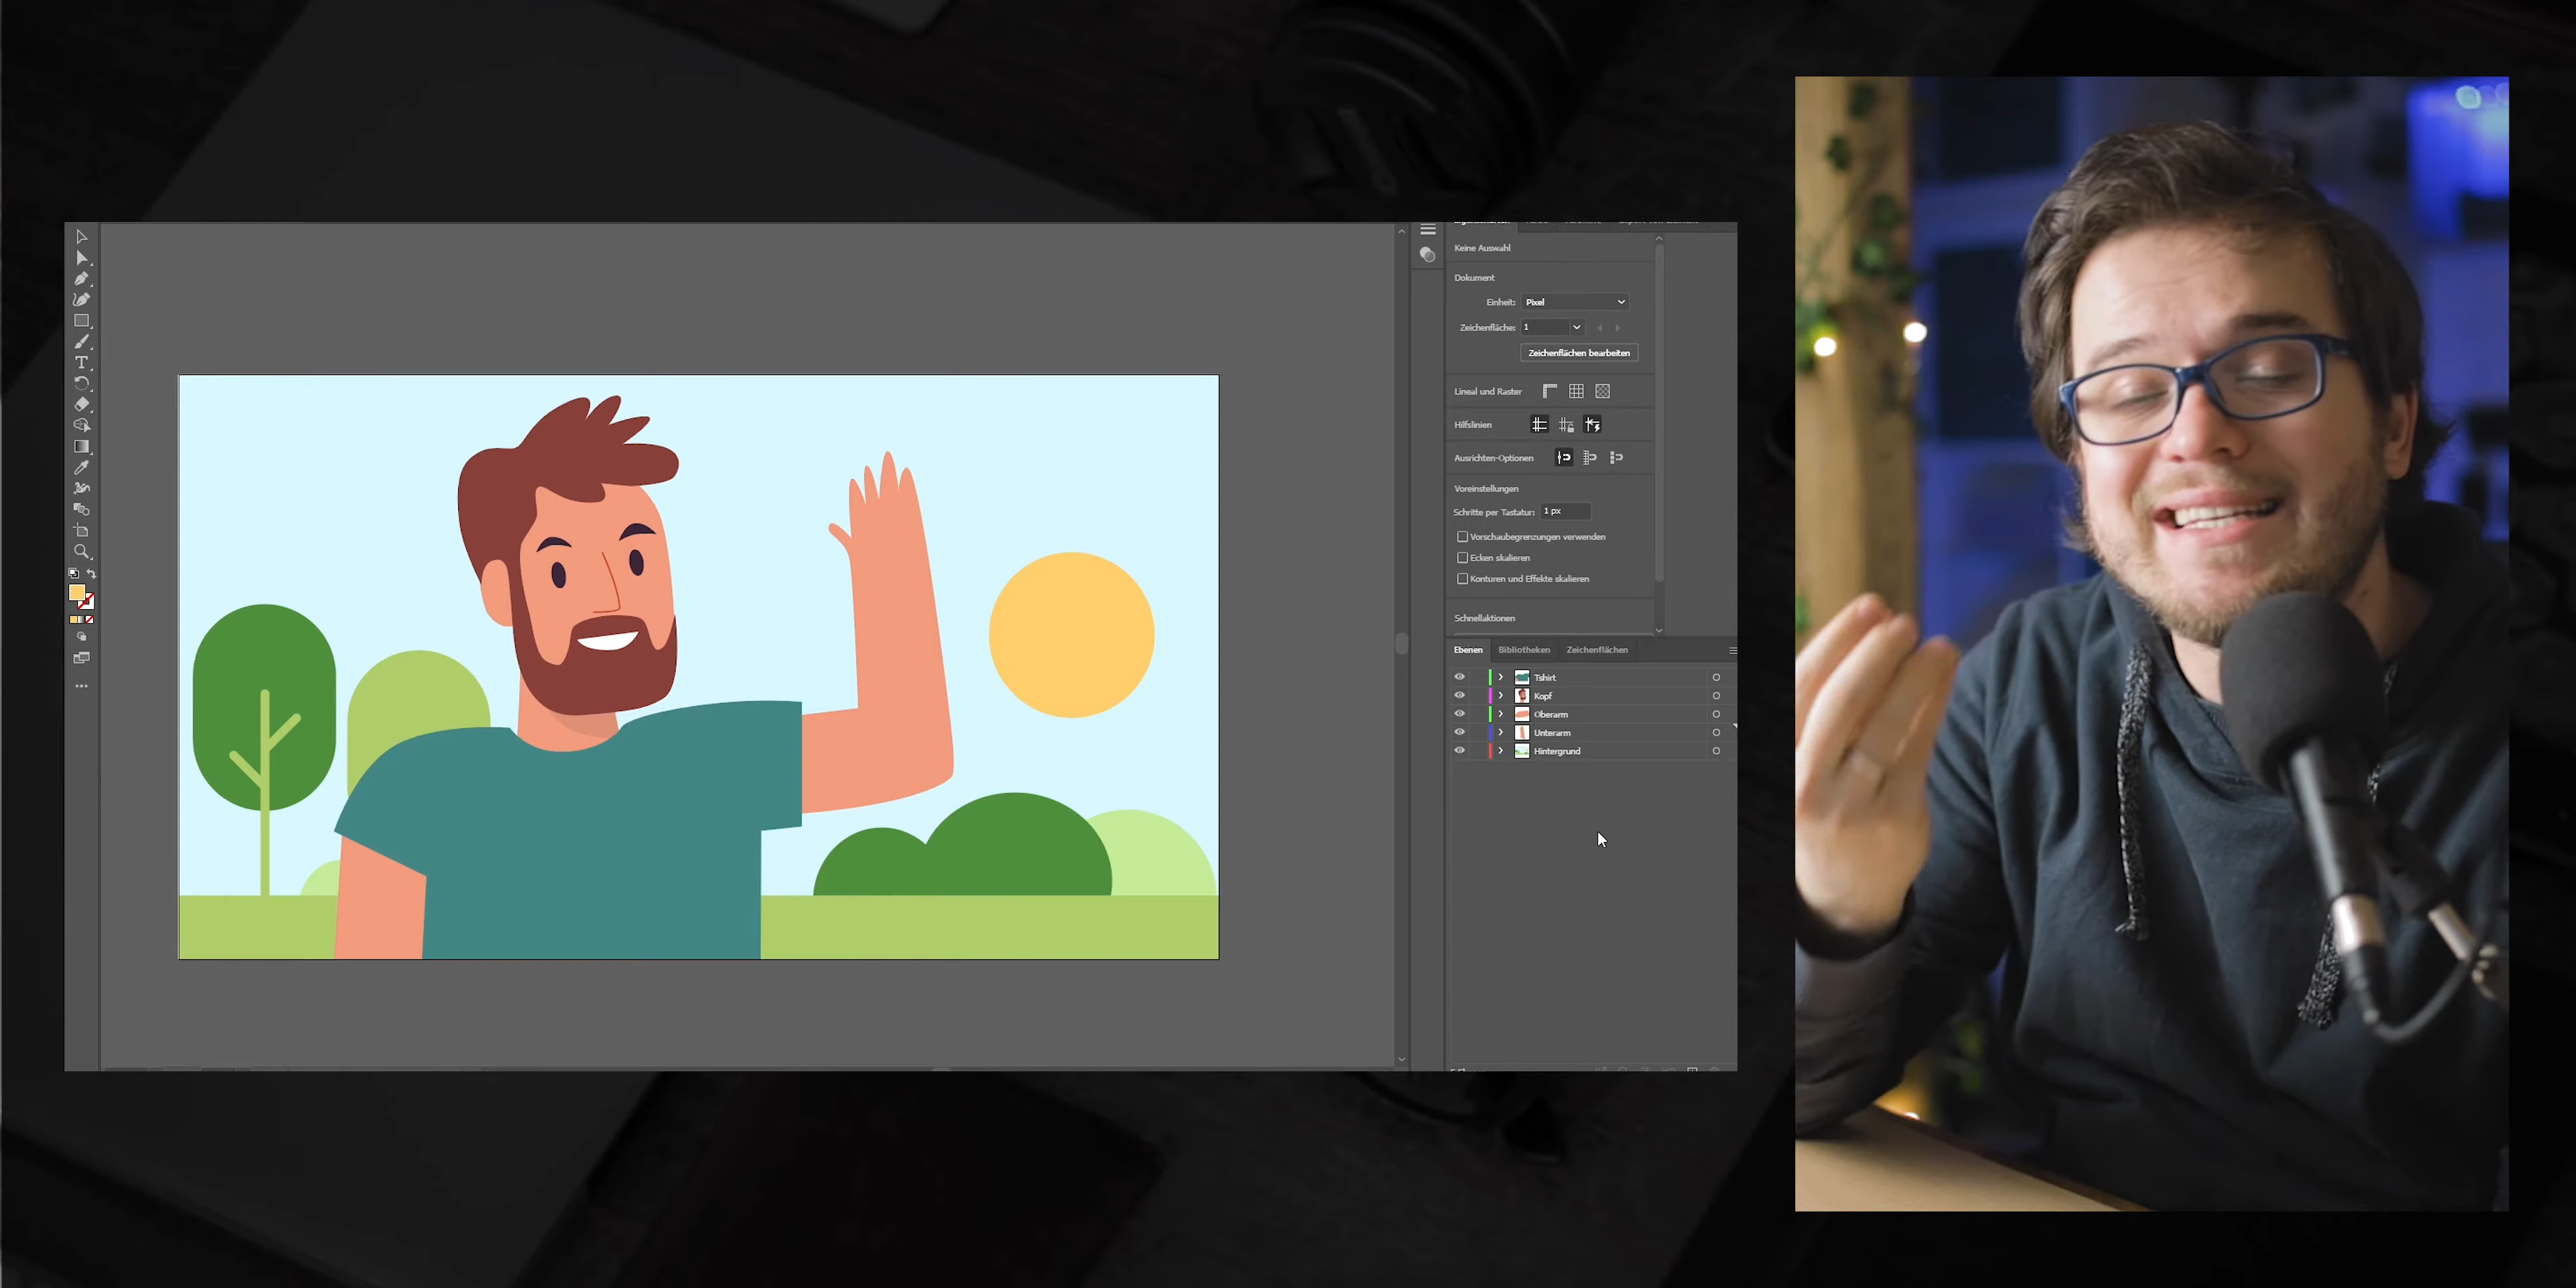 Keine Auswahl
Dokument
Einheit: Pixel
Zeichenfläche: 1
Zeichenflächen bearbeiten
Lineal und Raster
Hilfslinien
Ausrichten-Optionen
Voreinstellungen
Schritte per Tastatur: 1 px
Vorschaubegrenzungen verwenden
Ecken skalieren
Konturen und Effekte skalieren
Schnellaktionen
Ebenen Bibliotheken Zeichenflächen
Tshirt
Kopf
Oberarm
Unterarm
Hintergrund